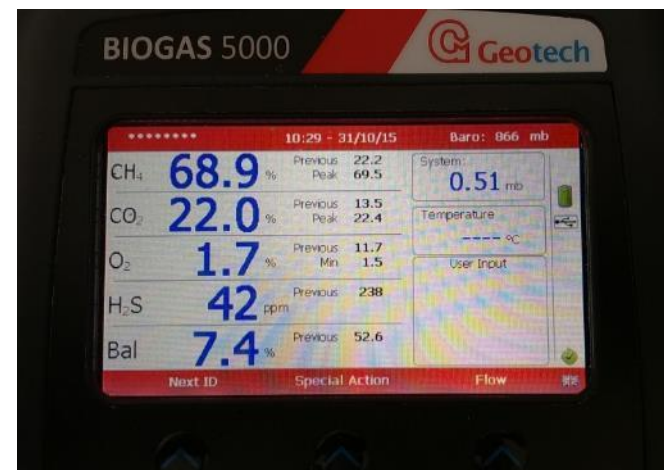 BIOGAS 5000 Geotech
******** 10:29 - 31/10/15 Baro: 866 mb
CH₄ 68.9 % Previous 22.2 Peak 69.5
CO₂ 22.0 % Previous 13.5 Peak 22.4
O₂ 1.7 % Previous 11.7 Min 1.5
H₂S 42 ppm Previous 238
Bal 7.4 % Previous 52.6
System:
0.51 mb
Temperature
---- °C
User Input
Next ID Special Action Flow